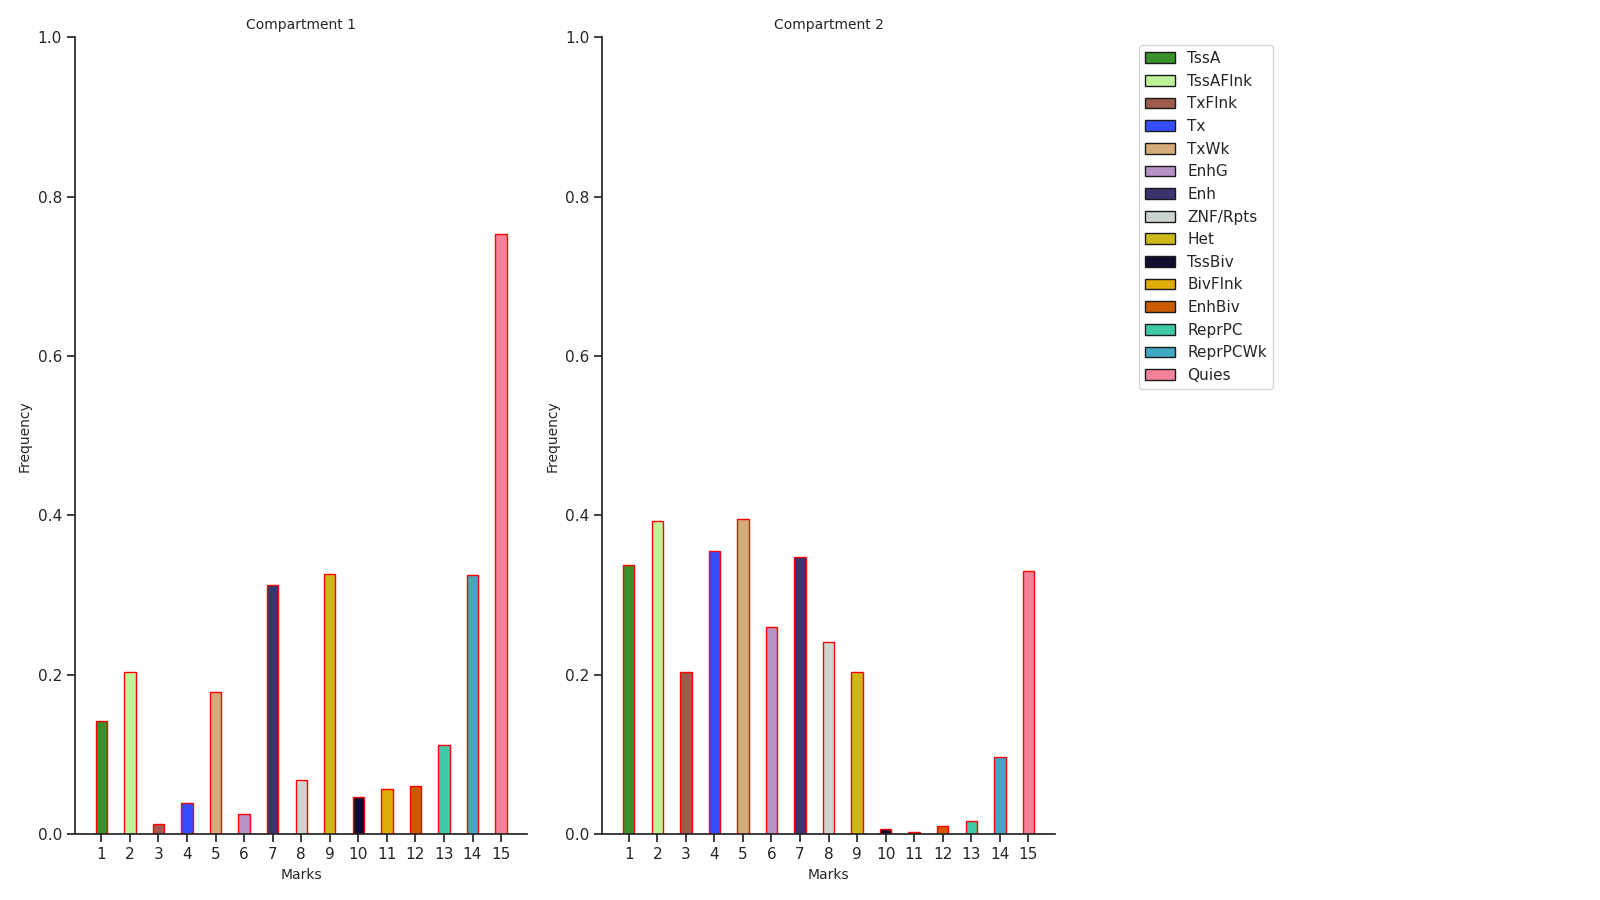 Compartment 1
1.0
0.8
0.6
0.4
0.2
0.0
Frequency
1 2 3 4 5 6 7 8 9 10 11 12 13 14 15
Marks
Compartment 2
1.0
0.8
0.6
0.4
0.2
0.0
Frequency
1 2 3 4 5 6 7 8 9 10 11 12 13 14 15
Marks
TssA
TssAFlnk
TxFlnk
Tx
TxWk
EnhG
Enh
ZNF/Rpts
Het
TssBiv
BivFlnk
EnhBiv
ReprPC
ReprPCWk
Quies